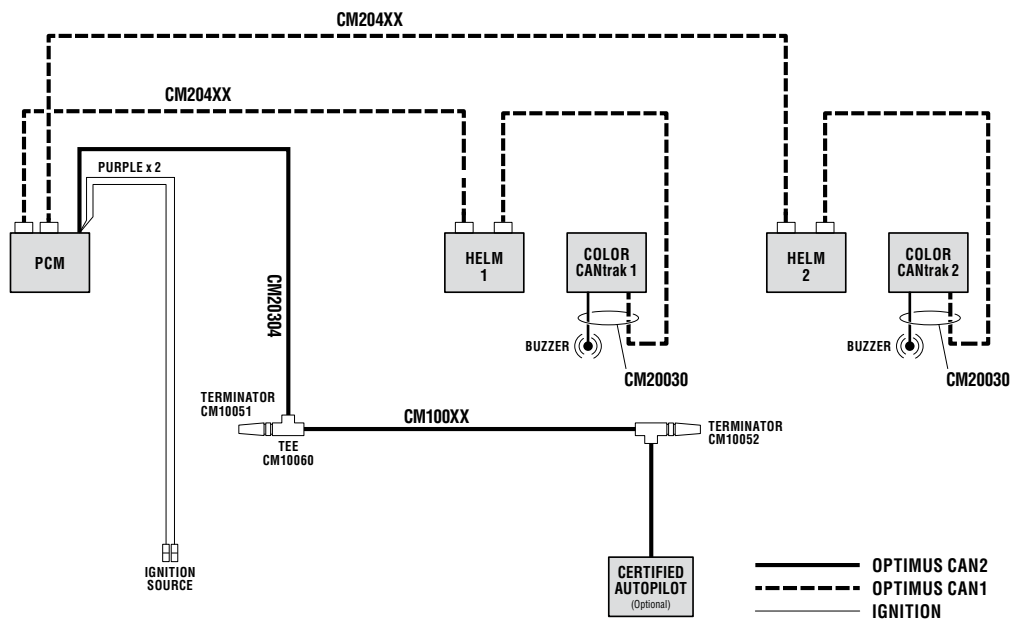 CM204XX
CM204XX
PURPLE x 2
PCM
HELM
1
COLOR
CANtrak 1
HELM
2
COLOR
CANtrak 2
CM20304
BUZZER
CM20030
BUZZER
CM20030
TERMINATOR
CM10051
CM100XX
TEE
CM10060
TERMINATOR
CM10052
IGNITION
SOURCE
CERTIFIED
AUTOPILOT
(Optional)
OPTIMUS CAN2
OPTIMUS CAN1
IGNITION